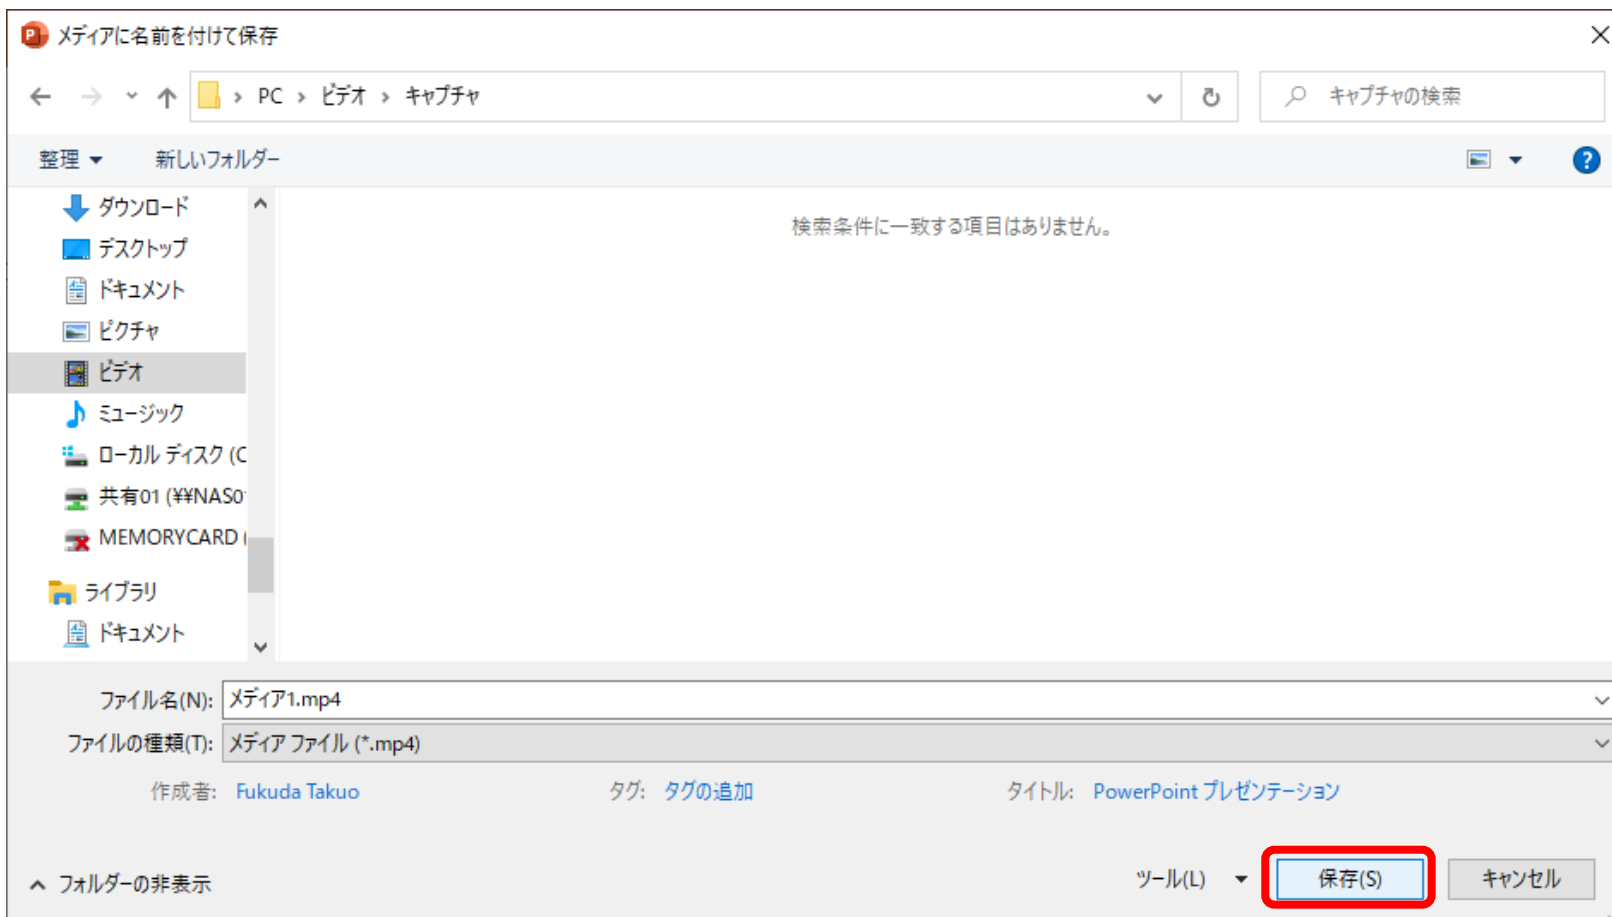 メディアに名前を付けて保存
PC › ビデオ › キャプチャ
キャプチャの検索
整理
新しいフォルダー
ダウンロード
デスクトップ
ドキュメント
ピクチャ
ビデオ
ミュージック
ローカル ディスク (C
共有01 (¥¥NAS01
MEMORYCARD (
ライブラリ
ドキュメント
検索条件に一致する項目はありません。
ファイル名(N): メディア1.mp4
ファイルの種類(T): メディア ファイル (*.mp4)
作成者: Fukuda Takuo タグ: タグの追加 タイトル: PowerPoint プレゼンテーション
フォルダーの非表示 ツール(L) 保存(S) キャンセル